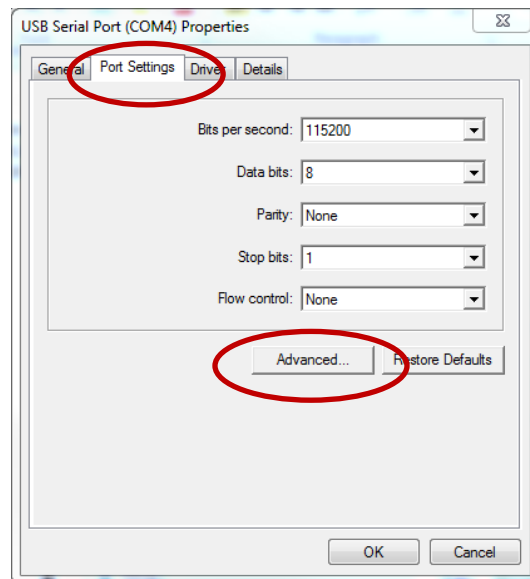 USB Serial Port (COM4) Properties
General Port Settings Driver Details
Bits per second: 115200
Data bits: 8
Parity: None
Stop bits: 1
Flow control: None
Advanced... Restore Defaults
OK Cancel